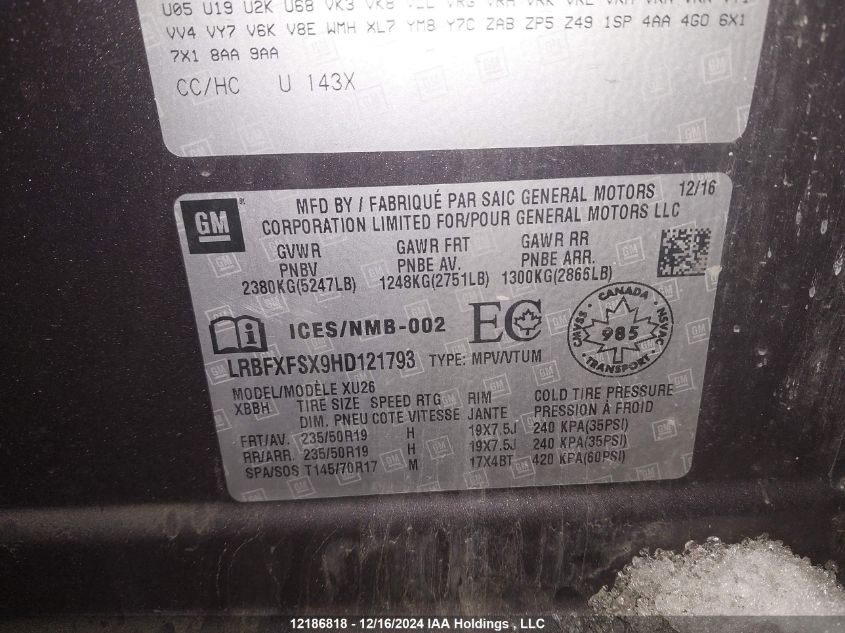 U05 U19 U2K U68 VK3
VV4 VY7 V6K V8E WMH XL7 YM8 Y7C ZAB ZP5 Z49 1SP 4AA 4G0 6X1
7X1 8AA 9AA
CC/HC U 143X
GM
MFD BY / FABRIQUÉ PAR SAIC GENERAL MOTORS 12/16
CORPORATION LIMITED FOR/POUR GENERAL MOTORS LLC
GVWR GAWR FRT GAWR RR
PNBV PNBE AV. PNBE ARR.
2380KG(5247LB) 1248KG(2751LB) 1300KG(2866LB)
ICES/NMB-002 EC
CANADA
CMVSS 985 NSVAC
TRANSPORT
LRBFXFSX9HD121793 TYPE: MPV/VTUM
MODEL/MODÈLE XU26
XBBH TIRE SIZE SPEED RTG RIM COLD TIRE PRESSURE
DIM. PNEU COTE VITESSE JANTE PRESSION À FROID
FRT/AV. 235/50R19 H 19X7.5J 240 KPA(35PSI)
RR/ARR. 235/50R19 H 19X7.5J 240 KPA(35PSI)
SPA/SOS T145/70R17 M 17X4BT 420 KPA(60PSI)
12186818 - 12/16/2024 IAA Holdings , LLC